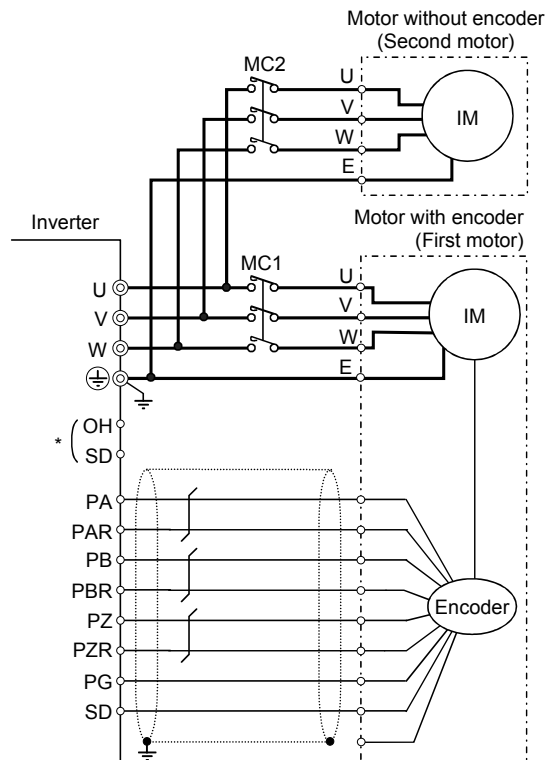 Motor without encoder
(Second motor)
MC2
U
V
W
E
IM
Inverter
Motor with encoder
(First motor)
MC1
U
V
W
E
IM
U
V
W
* OH
SD
PA
PAR
PB
PBR
PZ
PZR
PG
SD
Encoder